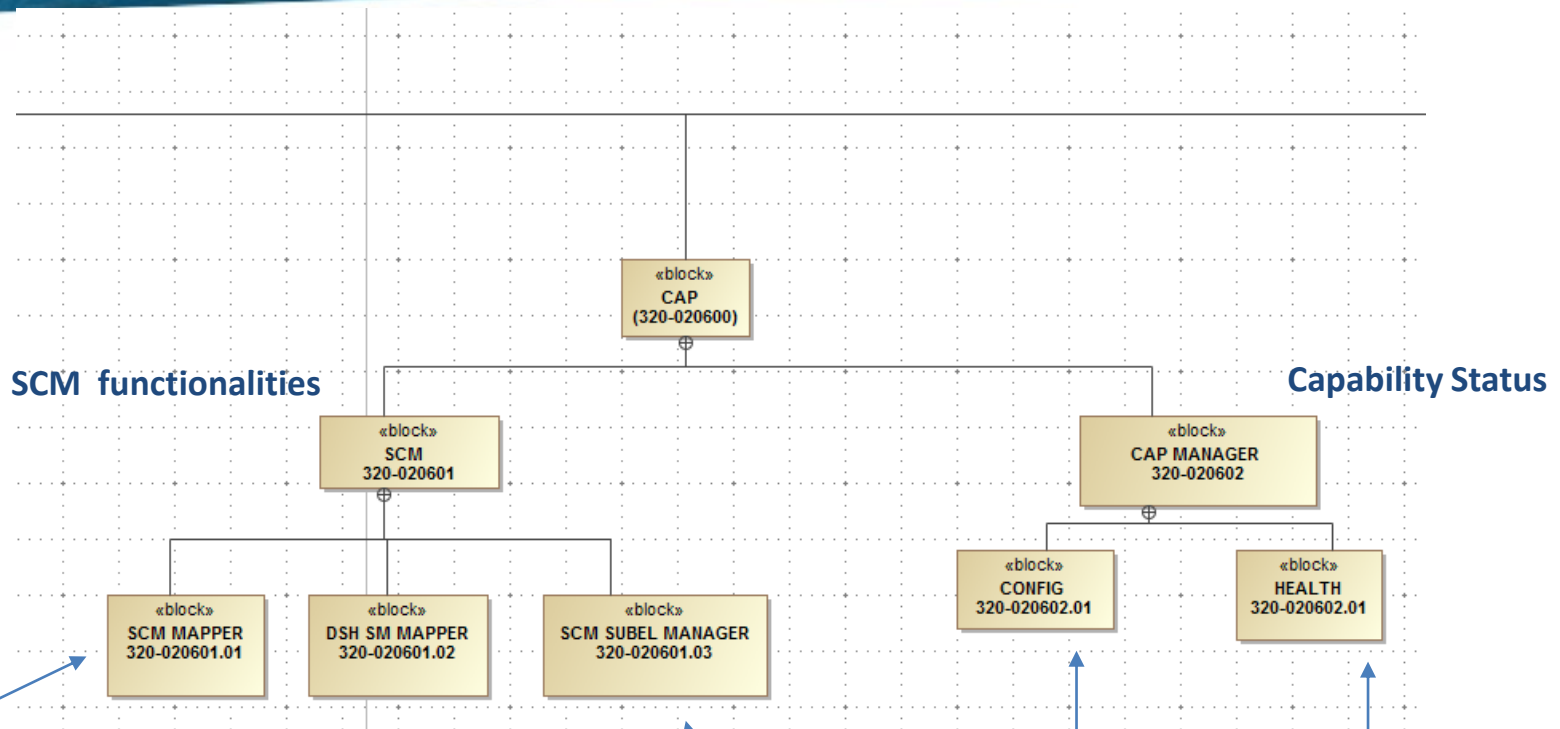 «block»
CAP
(320-020600)
SCM functionalities
Capability Status
«block»
SCM
320-020601
«block»
CAP MANAGER
320-020602
«block»
SCM MAPPER
320-020601.01
«block»
DSH SM MAPPER
320-020601.02
«block»
SCM SUBEL MANAGER
320-020601.03
«block»
CONFIG
320-020602.01
«block»
HEALTH
320-020602.01